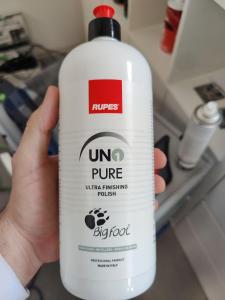 RUPES
UNO
PURE
ULTRA FINISHING
POLISH
BigFoot
PROFESSIONAL PRODUCT
MADE IN ITALY